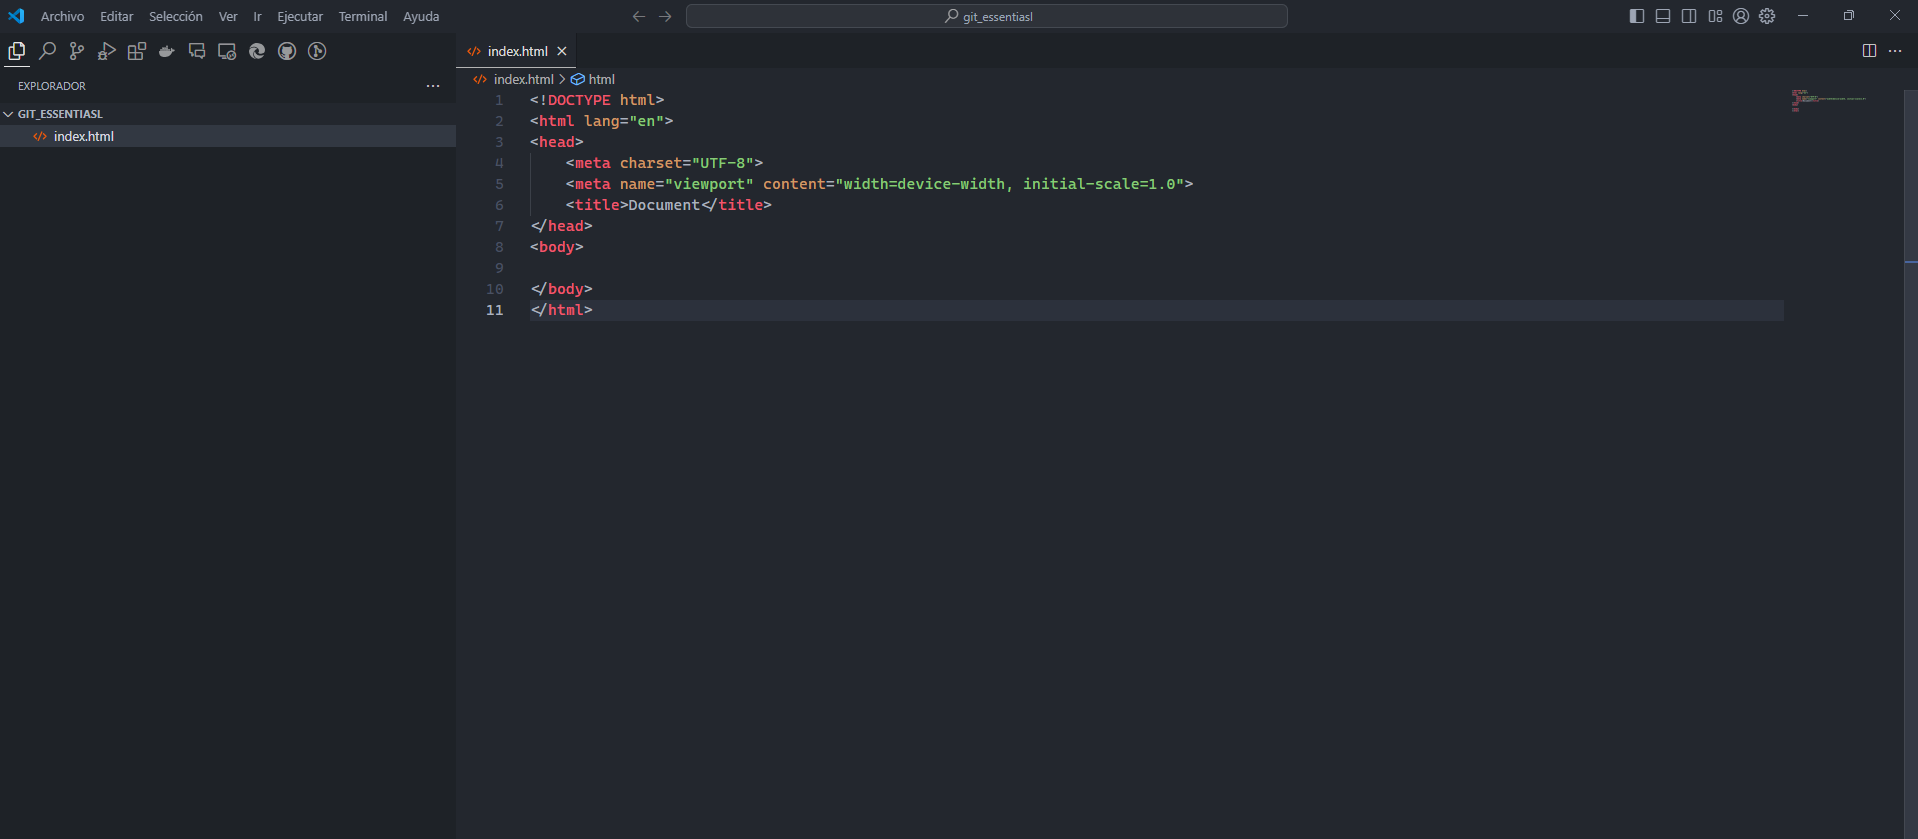 Archivo Editar Selección Ver Ir Ejecutar Terminal Ayuda git_essentiasl
EXPLORADOR
GIT_ESSENTIASL
index.html
index.html
index.html > html
1 <!DOCTYPE html>
2 <html lang="en">
3 <head>
4 <meta charset="UTF-8">
5 <meta name="viewport" content="width=device-width, initial-scale=1.0">
6 <title>Document</title>
7 </head>
8 <body>
9
10 </body>
11 </html>